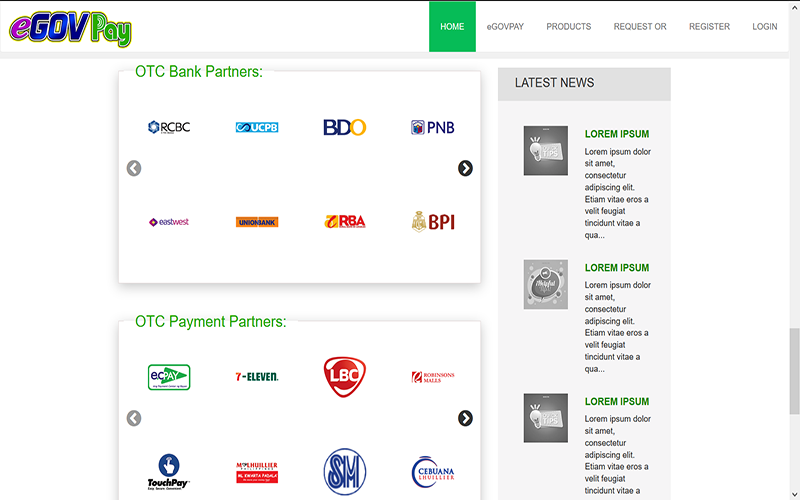 eGOV Pay
HOME
eGOVPAY
PRODUCTS
REQUEST OR
REGISTER
LOGIN
OTC Bank Partners:
RCBC
UCPB
BDO
PNB
eastwest
UNIONBANK
RBA
BPI
OTC Payment Partners:
ecPAY
7-ELEVEN.
LBC
ROBINSONS
MALLS
TouchPay
M•LHUILLIER
SM
CEBUANA
LHUILLIER
LATEST NEWS
TIPS
LOREM IPSUM
Lorem ipsum dolor
sit amet,
consectetur
adipiscing elit.
Etiam vitae eros a
velit feugiat
tincidunt vitae a
qua...
Helpful
LOREM IPSUM
Lorem ipsum dolor
sit amet,
consectetur
adipiscing elit.
Etiam vitae eros a
velit feugiat
tincidunt vitae a
qua...
TIPS
LOREM IPSUM
Lorem ipsum dolor
sit amet,
consectetur
adipiscing elit.
Etiam vitae eros a
velit feugiat
tincidunt vitae a